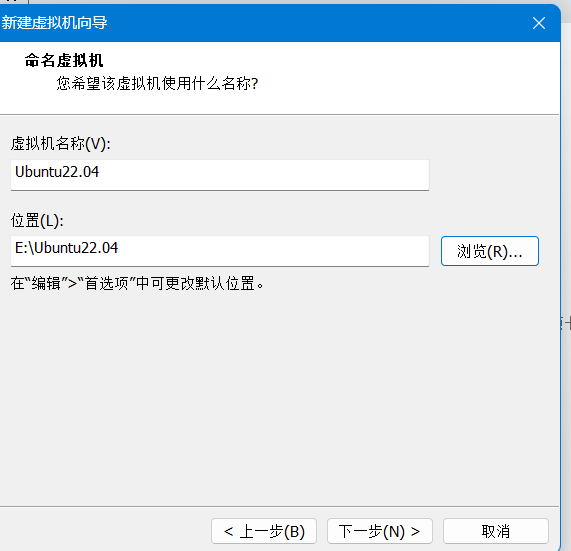 新建虚拟机向导
命名虚拟机
您希望该虚拟机使用什么名称?
虚拟机名称(V):
Ubuntu22.04
位置(L):
E:\Ubuntu22.04
浏览(R)...
在“编辑”>“首选项”中可更改默认位置。
< 上一步(B)
下一步(N) >
取消